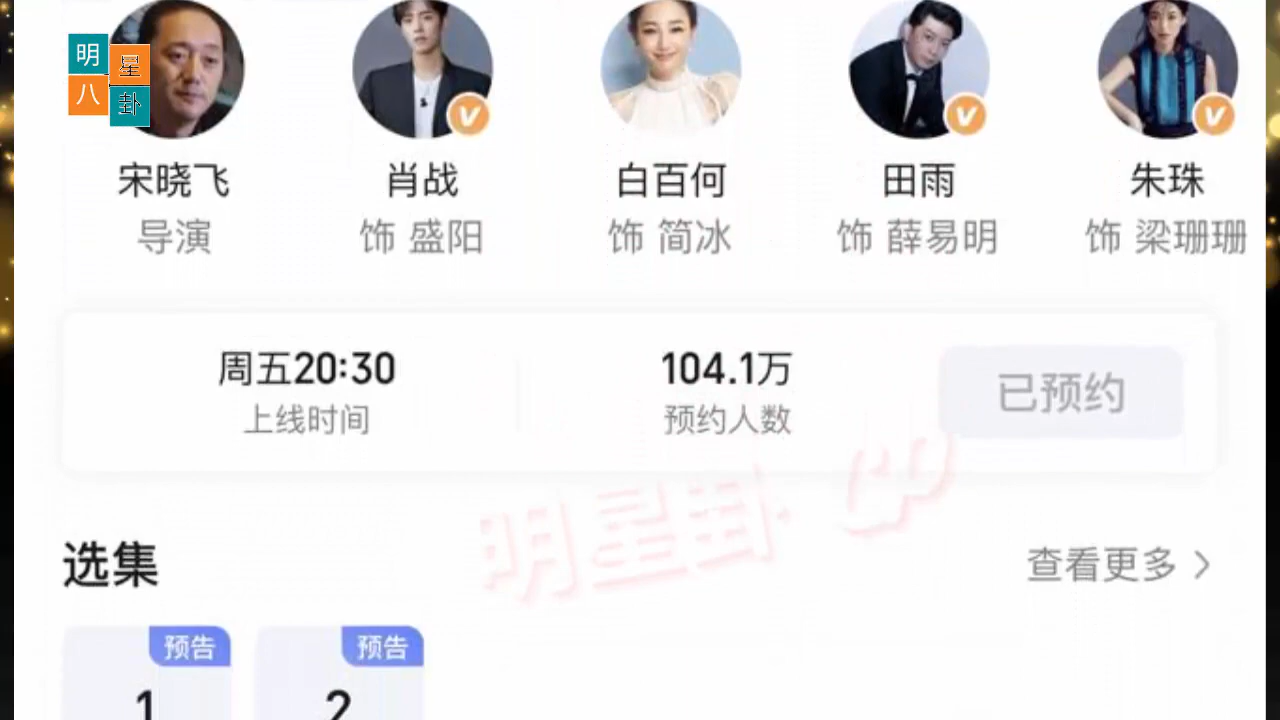 明星
八卦
宋晓飞 肖战 白百何 田雨 朱珠
导演 饰 盛阳 饰 简冰 饰 薛易明 饰 梁珊珊
周五20:30 104.1万 已预约
上线时间 预约人数
明星卦
选集 查看更多
预告 预告
1 2